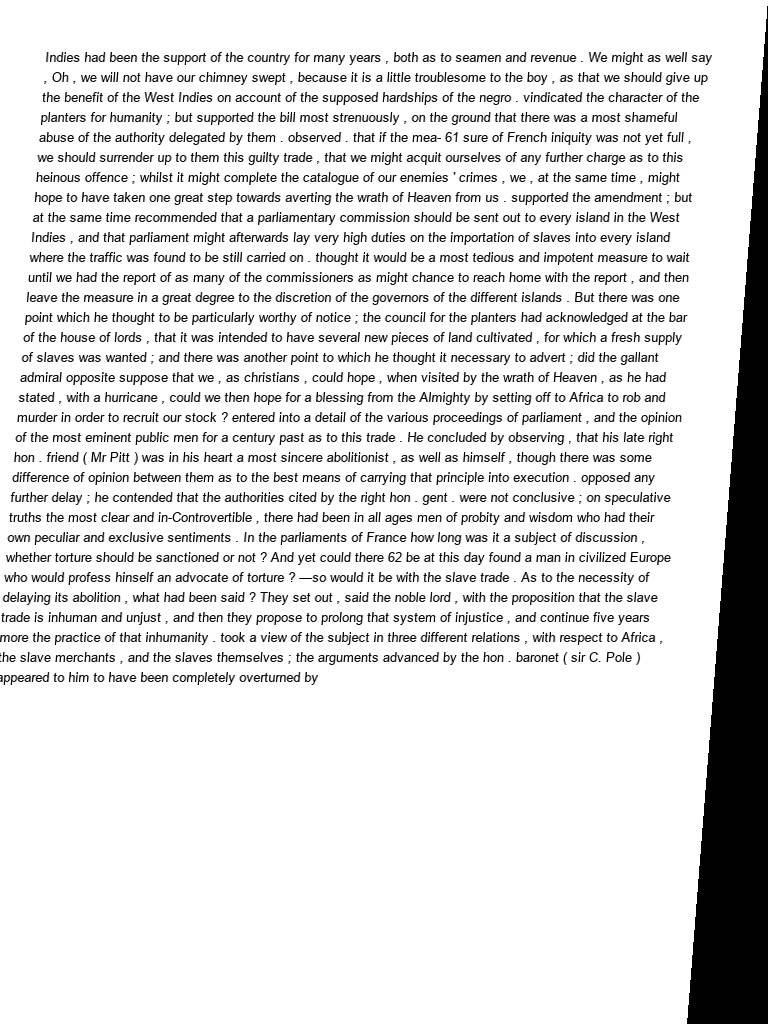 Indies had been the support of the country for many years , both as to seamen and revenue . We might as well say
, Oh , we will not have our chimney swept , because it is a little troublesome to the boy , as that we should give up
the benefit of the West Indies on account of the supposed hardships of the negro . vindicated the character of the
planters for humanity ; but supported the bill most strenuously , on the ground that there was a most shameful
abuse of the authority delegated by them . observed . that if the mea- 61 sure of French iniquity was not yet full ,
we should surrender up to them this guilty trade , that we might acquit ourselves of any further charge as to this
heinous offence ; whilst it might complete the catalogue of our enemies ' crimes , we , at the same time , might
hope to have taken one great step towards averting the wrath of Heaven from us . supported the amendment ; but
at the same time recommended that a parliamentary commission should be sent out to every island in the West
Indies , and that parliament might afterwards lay very high duties on the importation of slaves into every island
where the traffic was found to be still carried on . thought it would be a most tedious and impotent measure to wait
until we had the report of as many of the commissioners as might chance to reach home with the report , and then
leave the measure in a great degree to the discretion of the governors of the different islands . But there was one
point which he thought to be particularly worthy of notice ; the council for the planters had acknowledged at the bar
of the house of lords , that it was intended to have several new pieces of land cultivated , for which a fresh supply
of slaves was wanted ; and there was another point to which he thought it necessary to advert ; did the gallant
admiral opposite suppose that we , as christians , could hope , when visited by the wrath of Heaven , as he had
stated , with a hurricane , could we then hope for a blessing from the Almighty by setting off to Africa to rob and
murder in order to recruit our stock ? entered into a detail of the various proceedings of parliament , and the opinion
of the most eminent public men for a century past as to this trade . He concluded by observing , that his late right
hon . friend ( Mr Pitt ) was in his heart a most sincere abolitionist , as well as himself , though there was some
difference of opinion between them as to the best means of carrying that principle into execution . opposed any
further delay ; he contended that the authorities cited by the right hon . gent . were not conclusive ; on speculative
truths the most clear and in-Controvertible , there had been in all ages men of probity and wisdom who had their
own peculiar and exclusive sentiments . In the parliaments of France how long was it a subject of discussion ,
whether torture should be sanctioned or not ? And yet could there 62 be at this day found a man in civilized Europe
who would profess hinself an advocate of torture ? —so would it be with the slave trade . As to the necessity of
delaying its abolition , what had been said ? They set out , said the noble lord , with the proposition that the slave
trade is inhuman and unjust , and then they propose to prolong that system of injustice , and continue five years
more the practice of that inhumanity . took a view of the subject in three different relations , with respect to Africa ,
the slave merchants , and the slaves themselves ; the arguments advanced by the hon . baronet ( sir C. Pole )
appeared to him to have been completely overturned by